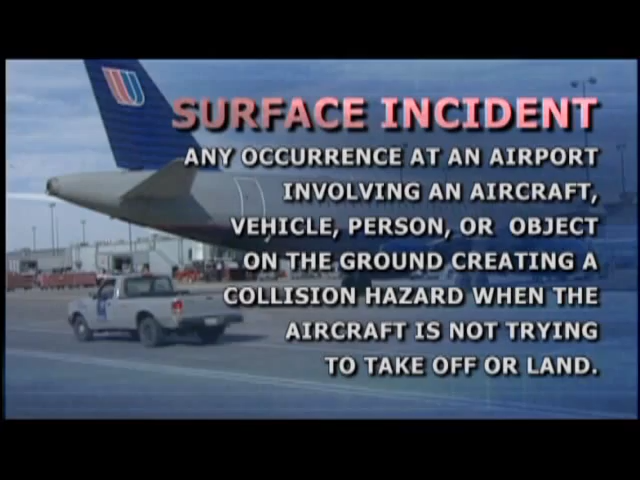 SURFACE INCIDENT
ANY OCCURRENCE AT AN AIRPORT
INVOLVING AN AIRCRAFT,
VEHICLE, PERSON, OR OBJECT
ON THE GROUND CREATING A
COLLISION HAZARD WHEN THE
AIRCRAFT IS NOT TRYING
TO TAKE OFF OR LAND.